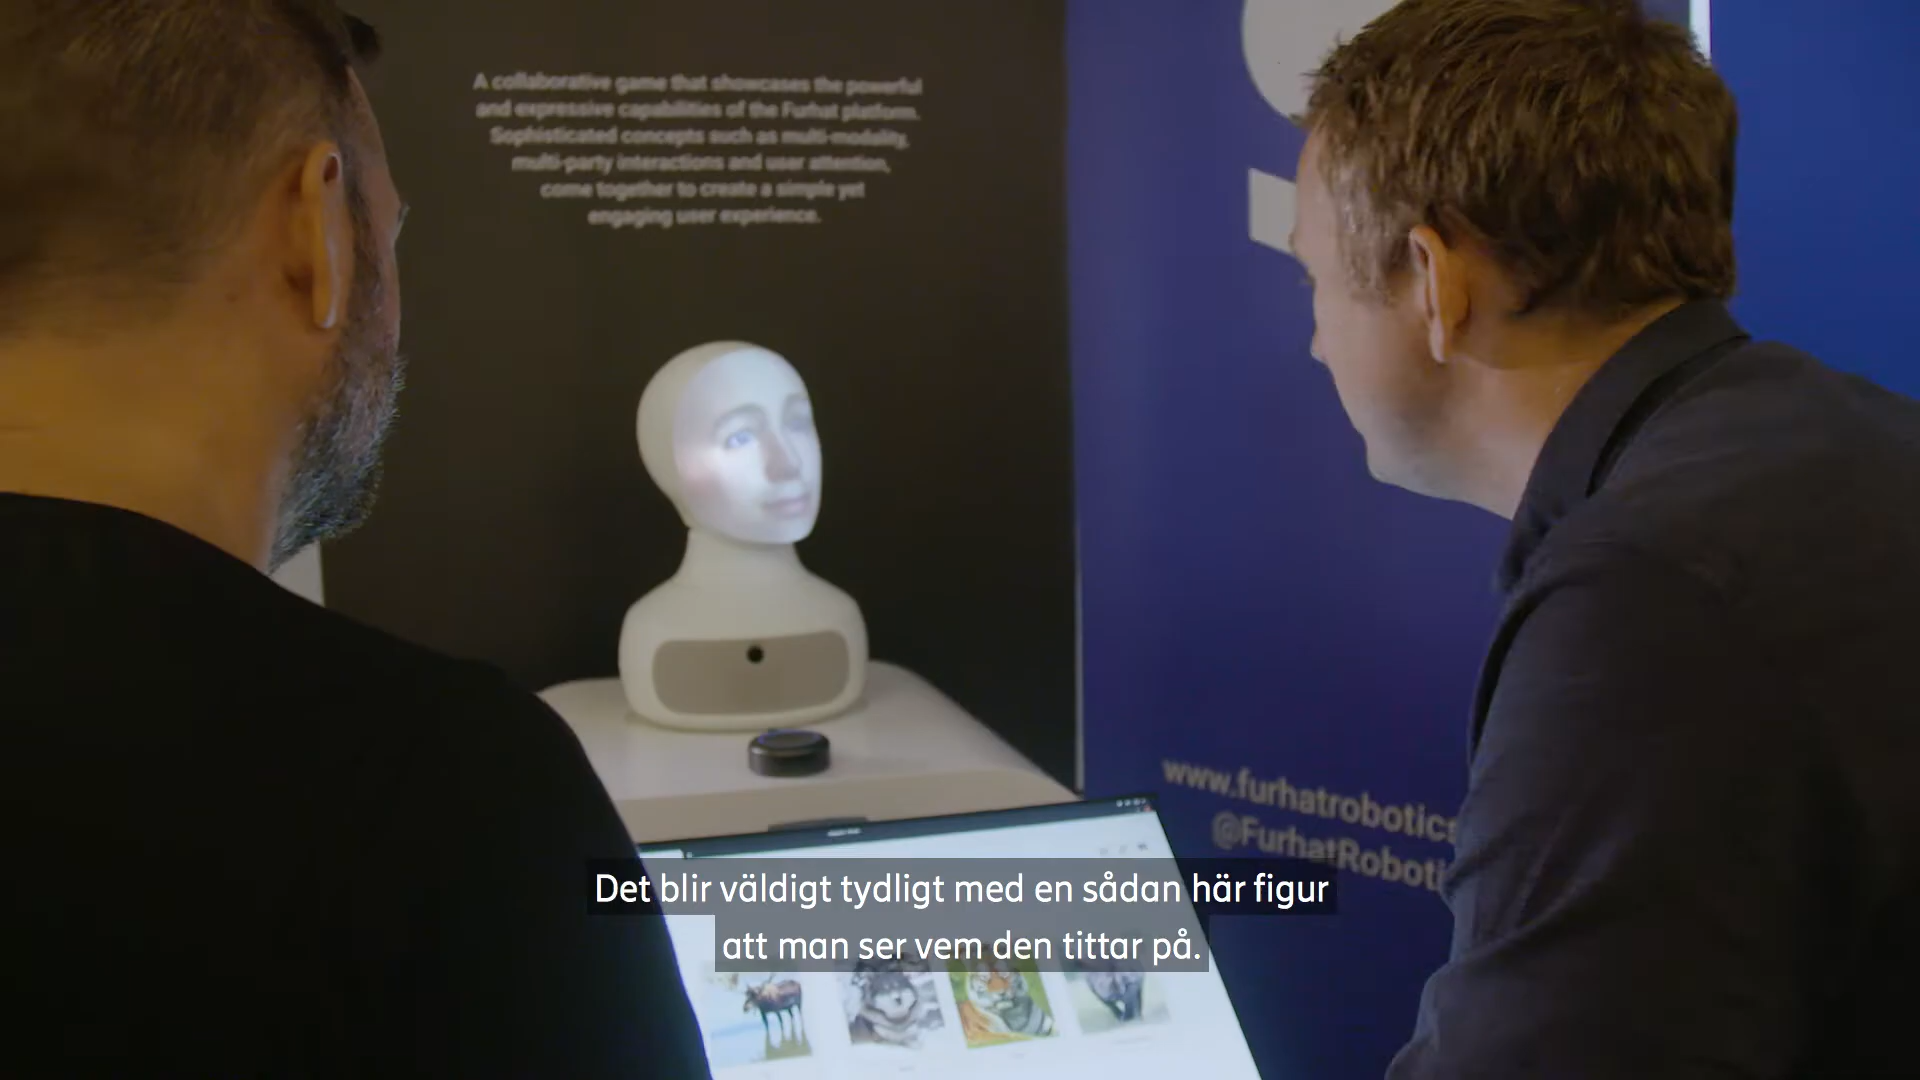 A collaborative game that showcases the powerful
and expressive capabilities of the Furhat platform.
Sophisticated concepts such as multi-modality,
multi-party interactions and user attention,
come together to create a simple yet
engaging user experience.
www.furhatrobotics
@FurhatRoboti
Det blir väldigt tydligt med en sådan här figur
att man ser vem den tittar på.